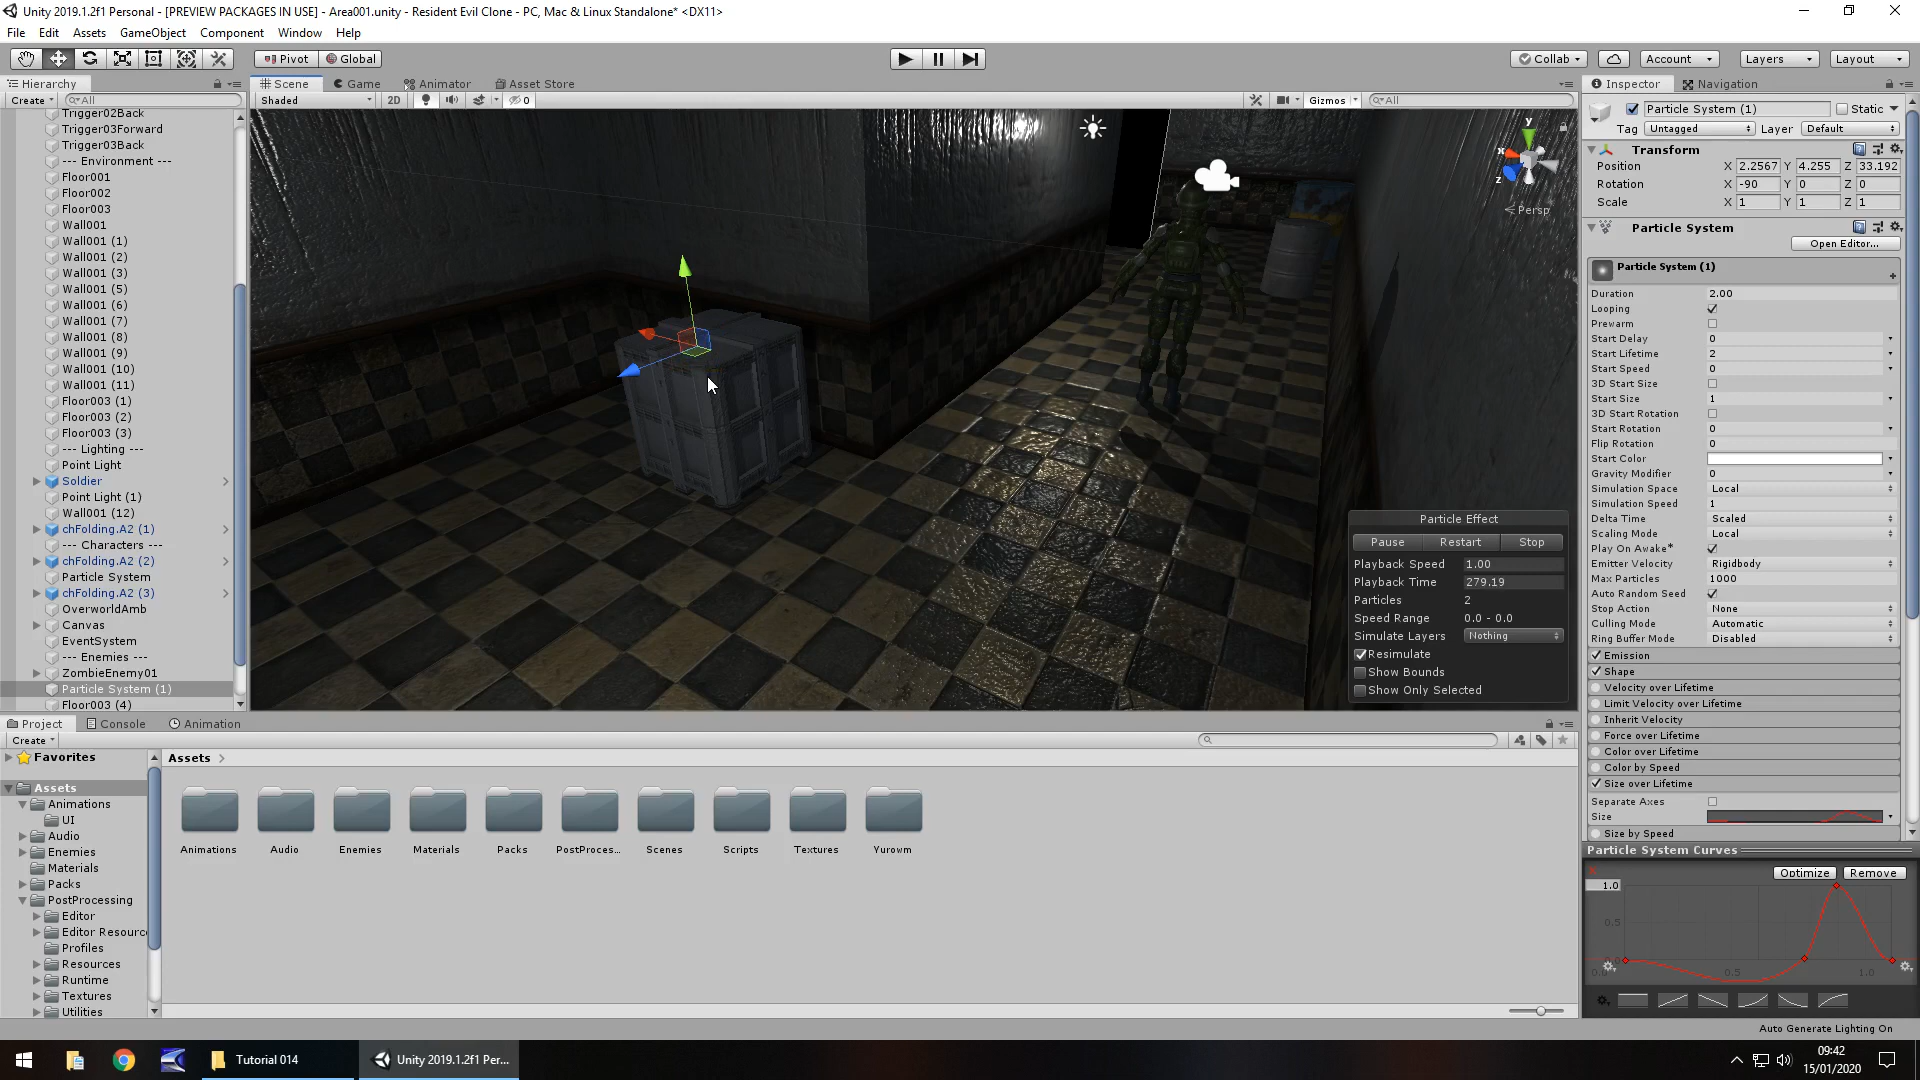 Unity 2019.1.2f1 Personal - [PREVIEW PACKAGES IN USE] - Area001.unity - Resident Evil Clone - PC, Mac & Linux Standalone* <DX11>
File Edit Assets GameObject Component Window Help
Pivot Global Collab Account Layers Layout
Hierarchy Scene Game Animator Asset Store Inspector Navigation
Create All Shaded 2D 0 Gizmos All
Trigger02Back
Trigger03Forward
Trigger03Back
--- Environment ---
Floor001
Floor002
Floor003
Wall001
Wall001 (1)
Wall001 (2)
Wall001 (3)
Wall001 (5)
Wall001 (6)
Wall001 (7)
Wall001 (8)
Wall001 (9)
Wall001 (10)
Wall001 (11)
Floor003 (1)
Floor003 (2)
Floor003 (3)
--- Lighting ---
Point Light
Soldier
Point Light (1)
Wall001 (12)
chFolding.A2 (1)
--- Characters ---
chFolding.A2 (2)
Particle System
chFolding.A2 (3)
OverworldAmb
Canvas
EventSystem
--- Enemies ---
ZombieEnemy01
Particle System (1)
Floor003 (4)
y
x
z
Persp
Particle Effect
Pause Restart Stop
Playback Speed 1.00
Playback Time 279.19
Particles 2
Speed Range 0.0 - 0.0
Simulate Layers Nothing
Resimulate
Show Bounds
Show Only Selected
Particle System (1) Static
Tag Untagged Layer Default
Transform
Position X 2.2567 Y 4.255 Z 33.192
Rotation X -90 Y 0 Z 0
Scale X 1 Y 1 Z 1
Particle System
Open Editor...
Particle System (1)
Duration 2.00
Looping
Prewarm
Start Delay 0
Start Lifetime 2
Start Speed 0
3D Start Size
Start Size 1
3D Start Rotation
Start Rotation 0
Flip Rotation 0
Start Color
Gravity Modifier 0
Simulation Space Local
Simulation Speed 1
Delta Time Scaled
Scaling Mode Local
Play On Awake*
Emitter Velocity Rigidbody
Max Particles 1000
Auto Random Seed
Stop Action None
Culling Mode Automatic
Ring Buffer Mode Disabled
Emission
Shape
Velocity over Lifetime
Limit Velocity over Lifetime
Inherit Velocity
Force over Lifetime
Color over Lifetime
Color by Speed
Size over Lifetime
Separate Axes
Size
Size by Speed
Particle System Curves
Optimize Remove
1.0
0.5
0.0 0.5 1.0
Project Console Animation
Create
Favorites
Assets
Animations
UI
Audio
Enemies
Materials
Packs
PostProcessing
Editor
Editor Resourc
Profiles
Resources
Runtime
Textures
Utilities
Assets
Animations Audio Enemies Materials Packs PostProces... Scenes Scripts Textures Yurowm
Auto Generate Lighting On
Tutorial 014
Unity 2019.1.2f1 Per...
09:42
15/01/2020